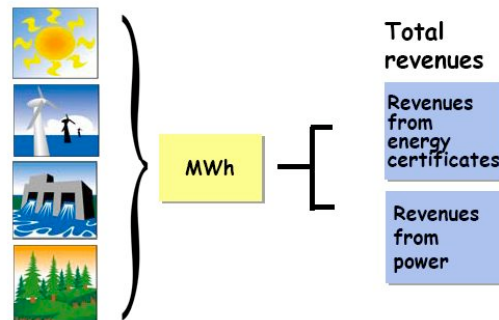 Total
revenues
Revenues
from
energy
certificates
MWh
Revenues
from
power